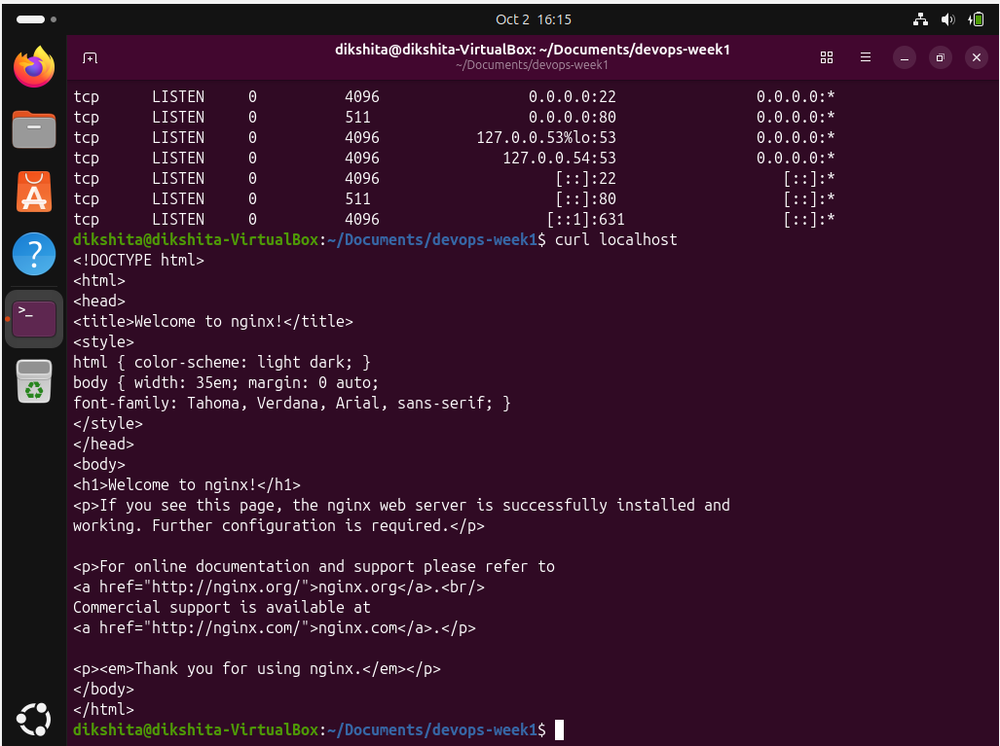 Oct 2 16:15
dikshita@dikshita-VirtualBox: ~/Documents/devops-week1
~/Documents/devops-week1
tcp LISTEN 0 4096 0.0.0.0:22 0.0.0.0:*
tcp LISTEN 0 511 0.0.0.0:80 0.0.0.0:*
tcp LISTEN 0 4096 127.0.0.53%lo:53 0.0.0.0:*
tcp LISTEN 0 4096 127.0.0.54:53 0.0.0.0:*
tcp LISTEN 0 4096 [::]:22 [::]:*
tcp LISTEN 0 511 [::]:80 [::]:*
tcp LISTEN 0 4096 [::1]:631 [::]:*
dikshita@dikshita-VirtualBox:~/Documents/devops-week1$ curl localhost
<!DOCTYPE html>
<html>
<head>
<title>Welcome to nginx!</title>
<style>
html { color-scheme: light dark; }
body { width: 35em; margin: 0 auto;
font-family: Tahoma, Verdana, Arial, sans-serif; }
</style>
</head>
<body>
<h1>Welcome to nginx!</h1>
<p>If you see this page, the nginx web server is successfully installed and
working. Further configuration is required.</p>

<p>For online documentation and support please refer to
<a href="http://nginx.org/">nginx.org</a>.<br/>
Commercial support is available at
<a href="http://nginx.com/">nginx.com</a>.</p>

<p><em>Thank you for using nginx.</em></p>
</body>
</html>
dikshita@dikshita-VirtualBox:~/Documents/devops-week1$